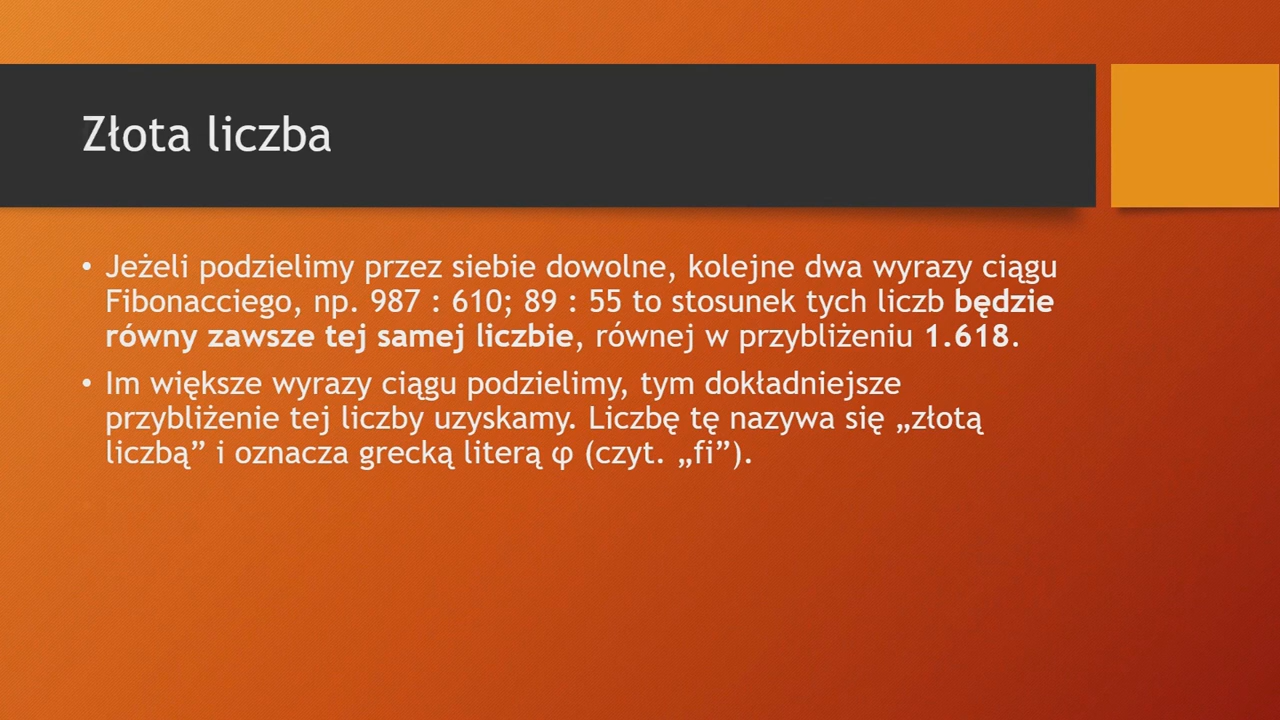 Złota liczba
• Jeżeli podzielimy przez siebie dowolne, kolejne dwa wyrazy ciągu
Fibonacciego, np. 987 : 610; 89 : 55 to stosunek tych liczb będzie
równy zawsze tej samej liczbie, równej w przybliżeniu 1.618.
• Im większe wyrazy ciągu podzielimy, tym dokładniejsze
przybliżenie tej liczby uzyskamy. Liczbę tę nazywa się „złotą
liczbą” i oznacza grecką literą φ (czyt. „fi”).